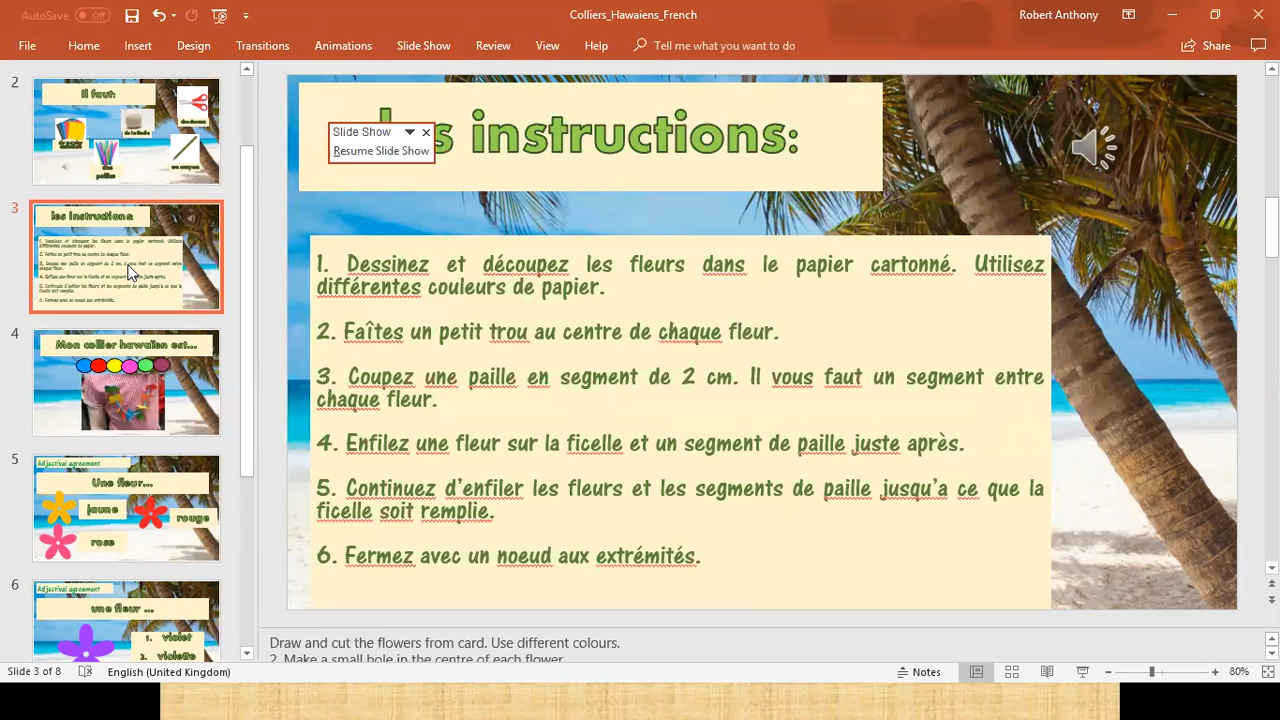 AutoSave Off
Colliers_Hawaiens_French
Robert Anthony
File Home Insert Design Transitions Animations Slide Show Review View Help Tell me what you want to do Share
2
Il faut:
de la ficelle
des pailles
un crayon
3
les instructions:
4
Mon collier hawaïen est...
5
Adjectival agreement
Une fleur...
jaune
rouge
rose
6
Adjectival agreement
une fleur ...
1. violet
2. violette
Slide Show
Resume Slide Show
les instructions:
1. Dessinez et découpez les fleurs dans le papier cartonné. Utilisez
différentes couleurs de papier.
2. Faîtes un petit trou au centre de chaque fleur.
3. Coupez une paille en segment de 2 cm. Il vous faut un segment entre
chaque fleur.
4. Enfilez une fleur sur la ficelle et un segment de paille juste après.
5. Continuez d'enfiler les fleurs et les segments de paille jusqu'a ce que la
ficelle soit remplie.
6. Fermez avec un noeud aux extrémités.
Draw and cut the flowers from card. Use different colours.
2. Make a small hole in the centre of each flower.
Slide 3 of 8
English (United Kingdom)
Notes
80%